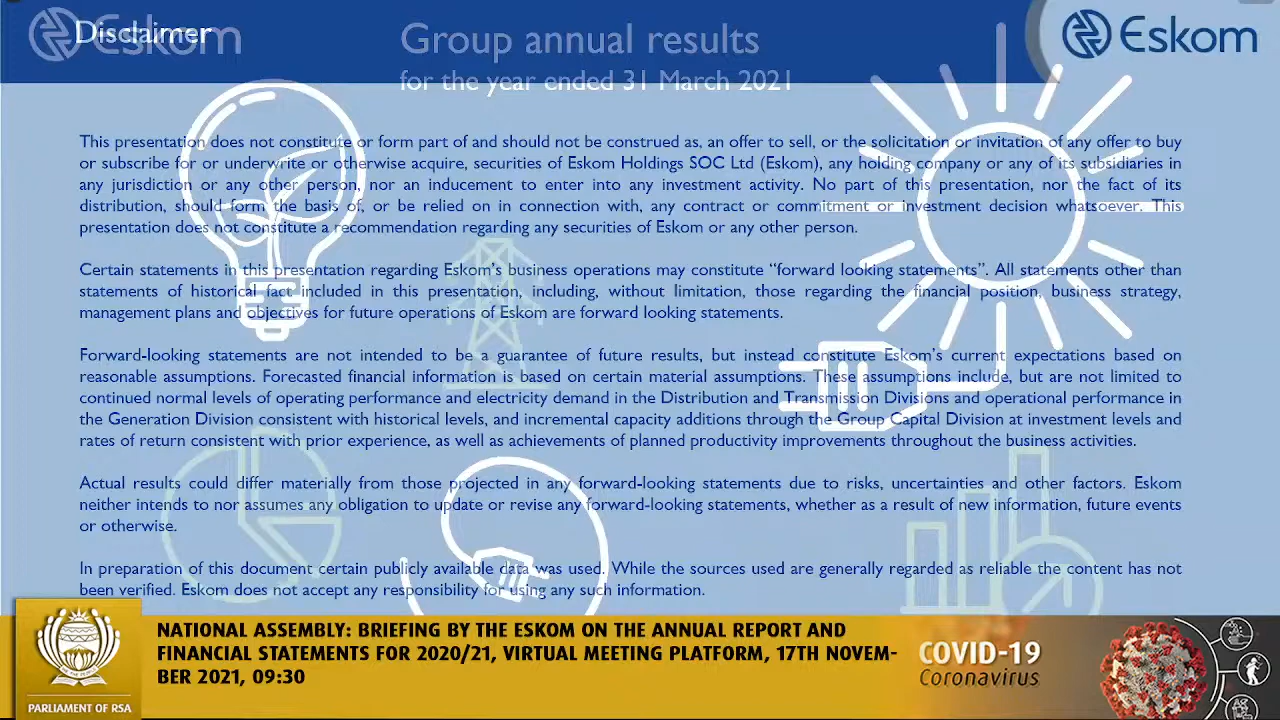 Disclaimer
Eskom
Group annual results
for the year ended 31 March 2021
Eskom
This presentation does not constitute or form part of and should not be construed as, an offer to sell, or the solicitation or invitation of any offer to buy
or subscribe for or underwrite or otherwise acquire, securities of Eskom Holdings SOC Ltd (Eskom), any holding company or any of its subsidiaries in
any jurisdiction or any other person, nor an inducement to enter into any investment activity. No part of this presentation, nor the fact of its
distribution, should form the basis of, or be relied on in connection with, any contract or commitment or investment decision whatsoever. This
presentation does not constitute a recommendation regarding any securities of Eskom or any other person.
Certain statements in this presentation regarding Eskom's business operations may constitute “forward looking statements”. All statements other than
statements of historical fact included in this presentation, including, without limitation, those regarding the financial position, business strategy,
management plans and objectives for future operations of Eskom are forward looking statements.
Forward-looking statements are not intended to be a guarantee of future results, but instead constitute Eskom's current expectations based on
reasonable assumptions. Forecasted financial information is based on certain material assumptions. These assumptions include, but are not limited to
continued normal levels of operating performance and electricity demand in the Distribution and Transmission Divisions and operational performance in
the Generation Division consistent with historical levels, and incremental capacity additions through the Group Capital Division at investment levels and
rates of return consistent with prior experience, as well as achievements of planned productivity improvements throughout the business activities.
Actual results could differ materially from those projected in any forward-looking statements due to risks, uncertainties and other factors. Eskom
neither intends to nor assumes any obligation to update or revise any forward-looking statements, whether as a result of new information, future events
or otherwise.
In preparation of this document certain publicly available data was used. While the sources used are generally regarded as reliable the content has not
been verified. Eskom does not accept any responsibility for using any such information.
NATIONAL ASSEMBLY: BRIEFING BY THE ESKOM ON THE ANNUAL REPORT AND
FINANCIAL STATEMENTS FOR 2020/21, VIRTUAL MEETING PLATFORM, 17TH NOVEM-
BER 2021, 09:30
PARLIAMENT OF RSA
COVID-19
Coronavirus